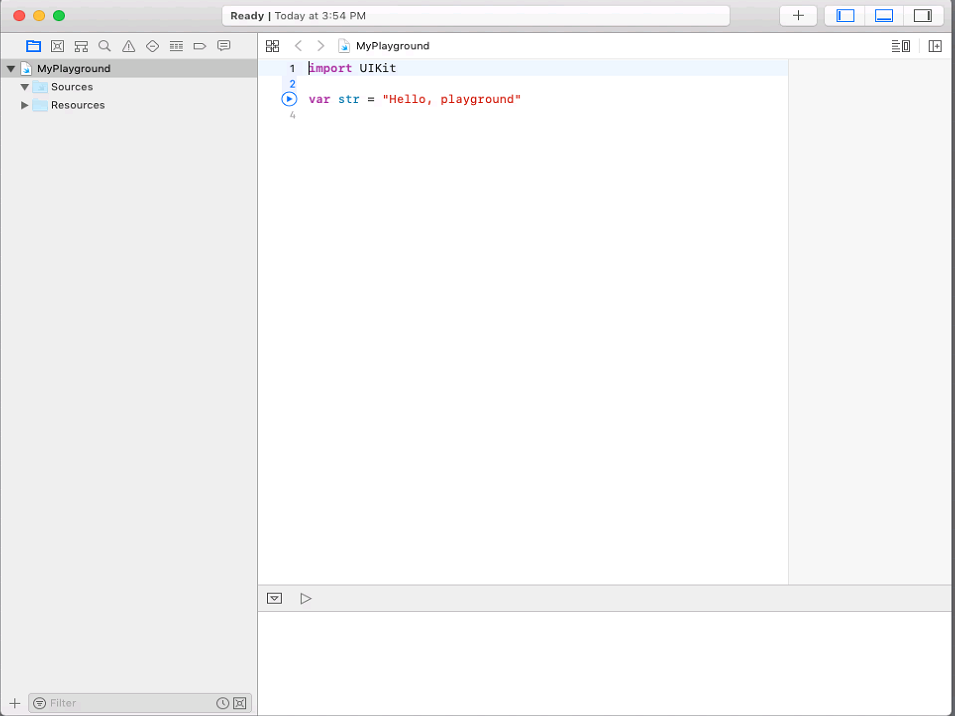 Ready | Today at 3:54 PM
MyPlayground
MyPlayground
Sources
Resources
1 import UIKit
2
var str = "Hello, playground"
4
Filter